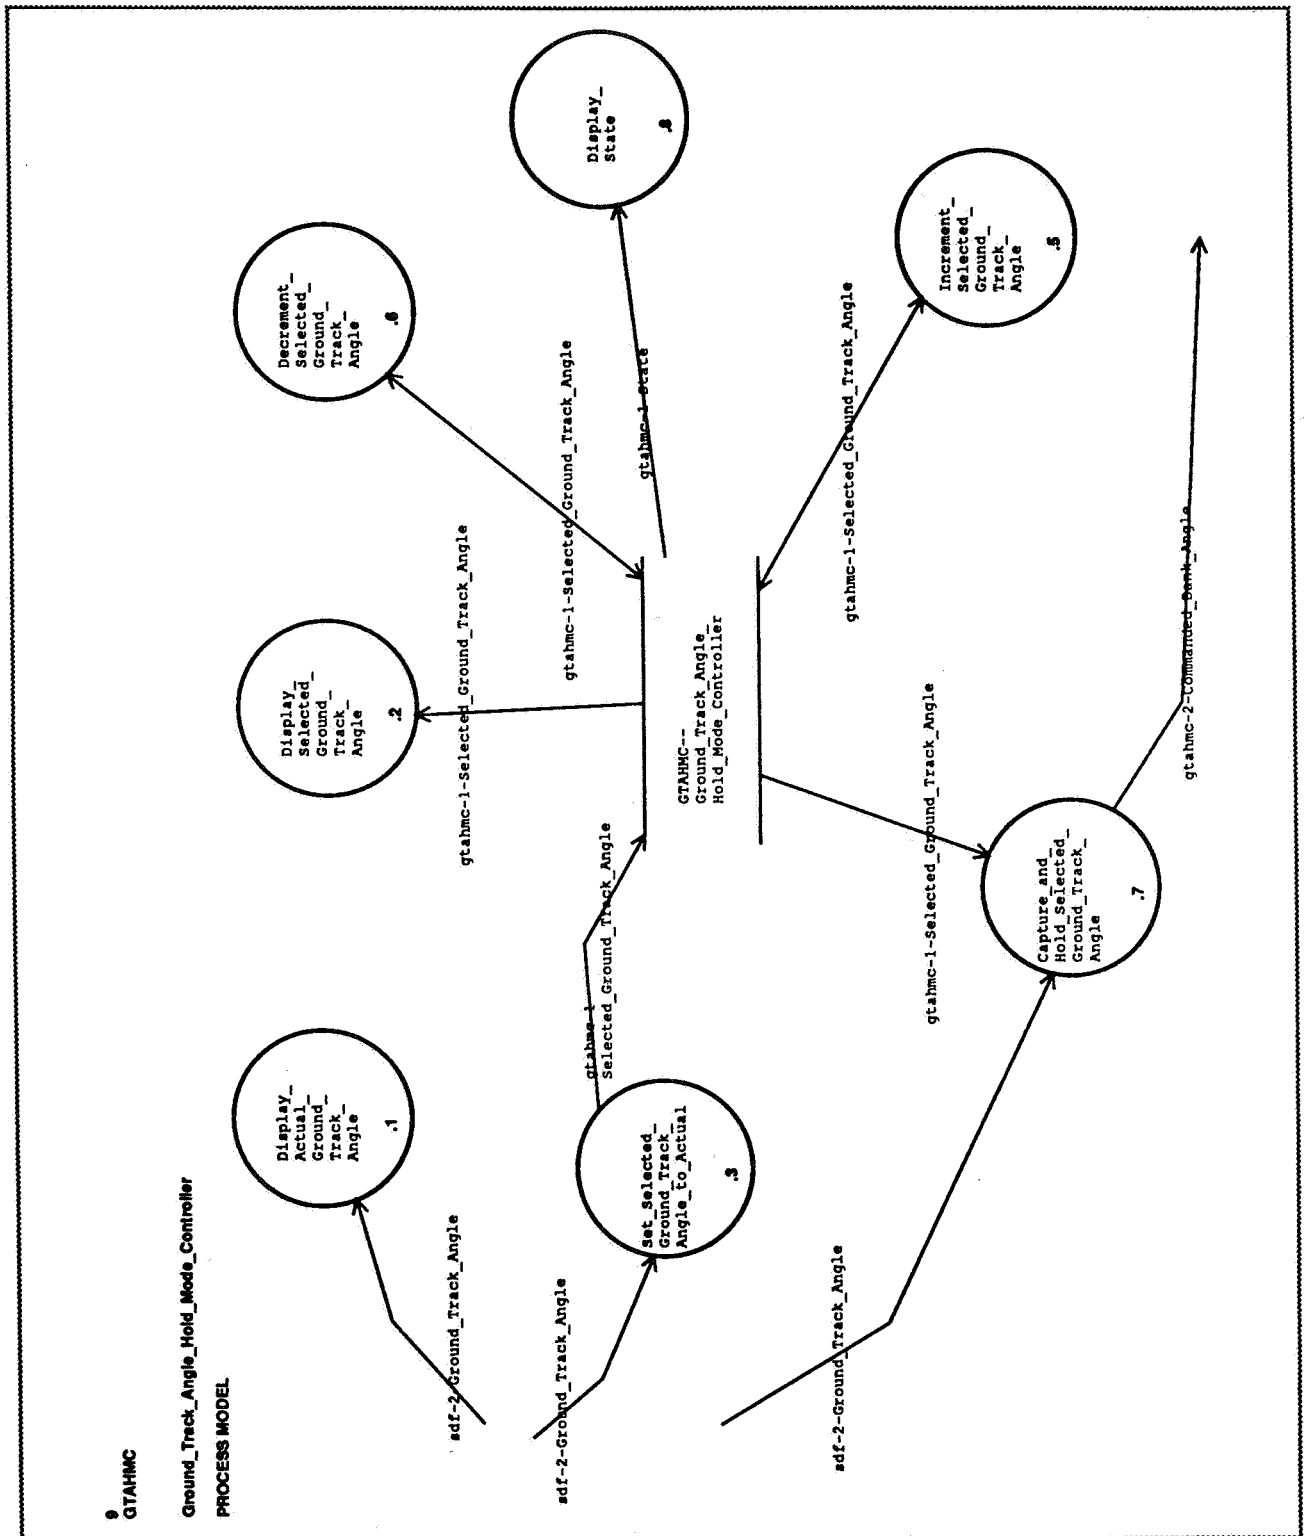 9
GTAHMC
Ground_Track_Angle_Hold_Mode_Controller
PROCESS MODEL
Display_
Actual_
Ground_
Track_
Angle
.1
sdf-2-Ground_Track_Angle
Set_Selected_
Ground_Track_
Angle_to_Actual
.3
sdf-2-Ground_Track_Angle
gtahmc-1
Selected_Ground_Track_Angle
sdf-2-Ground_Track_Angle
Display_
Selected_
Ground_
Track_
Angle
.2
gtahmc-1-Selected_Ground_Track_Angle
GTAHMC--
Ground_Track_Angle_
Hold_Mode_Controller
gtahmc-1-Selected_Ground_Track_Angle
Capture_and_
Hold_Selected_
Ground_Track_
Angle
.7
gtahmc-2-Commanded_Bank_Angle
Decrement_
Selected_
Ground_
Track_
Angle
.6
gtahmc-1-Selected_Ground_Track_Angle
gtahmc-1-State
Display_
State
.8
gtahmc-1-Selected_Ground_Track_Angle
Increment_
Selected_
Ground_
Track_
Angle
.5